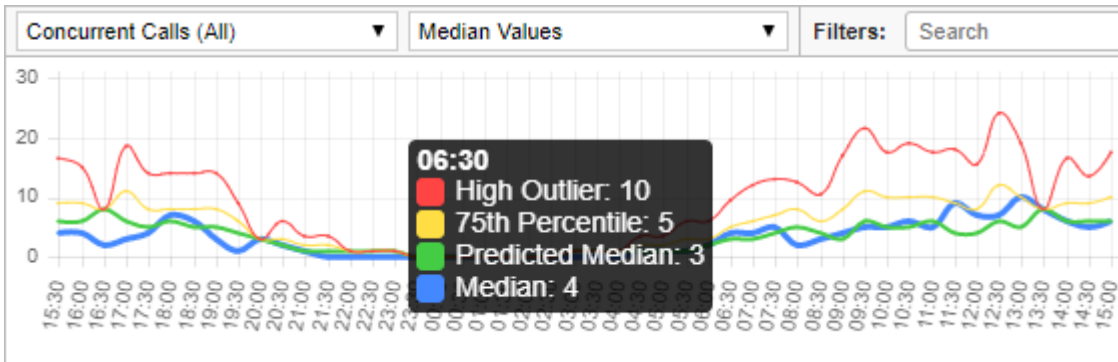 Concurrent Calls (All) ▼ Median Values ▼ Filters: Search
30
20
10
0
06:30
High Outlier: 10
75th Percentile: 5
Predicted Median: 3
Median: 4
15:30 16:00 16:30 17:00 17:30 18:00 18:30 19:00 19:30 20:00 20:30 21:00 21:30 22:00 22:30 23:00 06:30 07:00 07:30 08:00 08:30 09:00 09:30 10:00 10:30 11:00 11:30 12:00 12:30 13:00 13:30 14:00 14:30 15:00